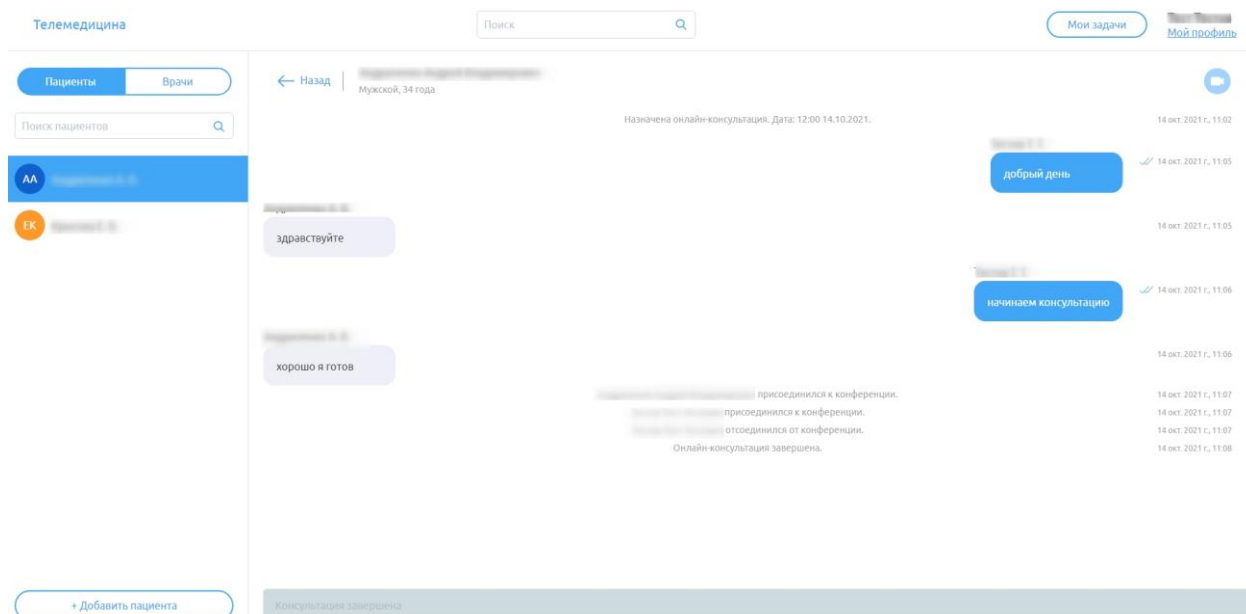 Телемедицина
Поиск
Мои задачи
Мой профиль
Пациенты
Врачи
Поиск пациентов
АА
ЕК
+ Добавить пациента
Назад
Мужской, 34 года
Назначена онлайн-консультация. Дата: 12:00 14.10.2021.
14 окт. 2021 г., 11:02
добрый день
14 окт. 2021 г., 11:05
здравствуйте
14 окт. 2021 г., 11:05
начинаем консультацию
14 окт. 2021 г., 11:06
хорошо я готов
14 окт. 2021 г., 11:06
присоединился к конференции.
14 окт. 2021 г., 11:07
присоединился к конференции.
14 окт. 2021 г., 11:07
отсоединился от конференции.
14 окт. 2021 г., 11:07
Онлайн-консультация завершена.
14 окт. 2021 г., 11:08
Консультация завершена